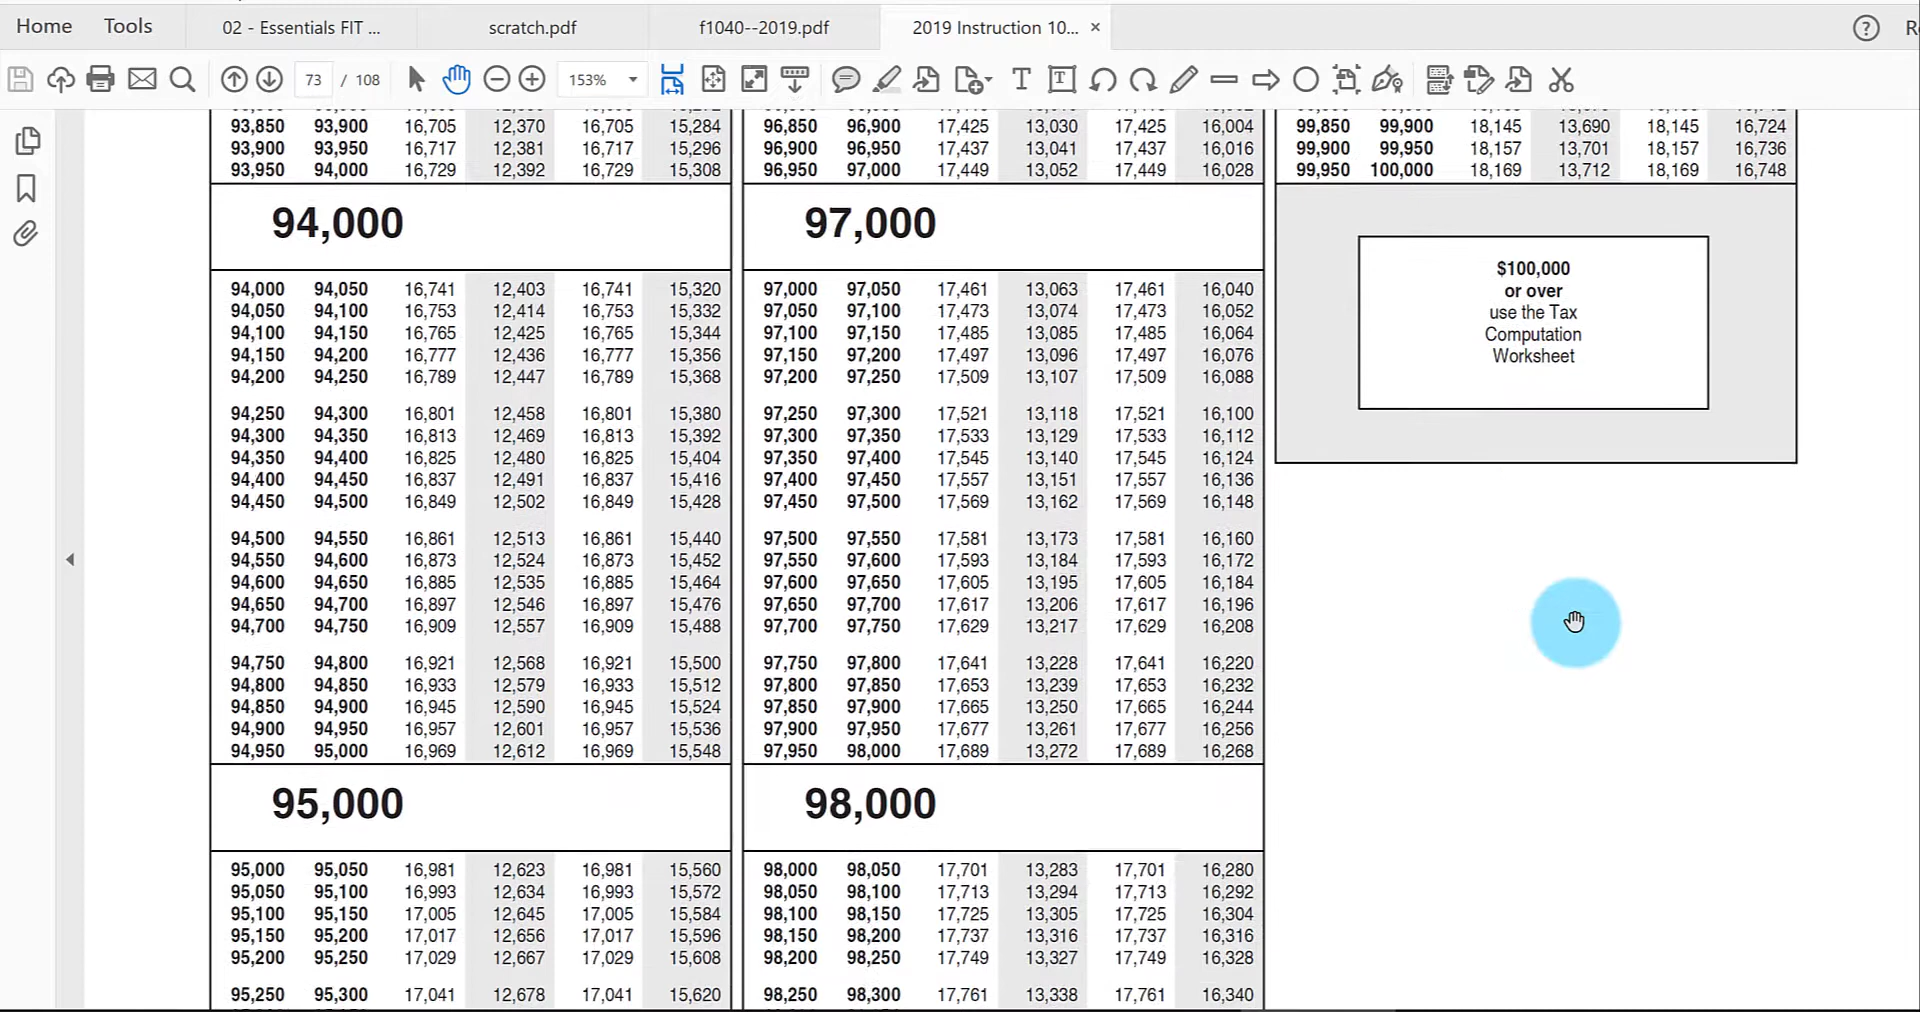 Home Tools 02 - Essentials FIT ... scratch.pdf f1040--2019.pdf 2019 Instruction 10... ×
73 / 108 153%
93,850 93,900 16,705 12,370 16,705 15,284
93,900 93,950 16,717 12,381 16,717 15,296
93,950 94,000 16,729 12,392 16,729 15,308
94,000
94,000 94,050 16,741 12,403 16,741 15,320
94,050 94,100 16,753 12,414 16,753 15,332
94,100 94,150 16,765 12,425 16,765 15,344
94,150 94,200 16,777 12,436 16,777 15,356
94,200 94,250 16,789 12,447 16,789 15,368
94,250 94,300 16,801 12,458 16,801 15,380
94,300 94,350 16,813 12,469 16,813 15,392
94,350 94,400 16,825 12,480 16,825 15,404
94,400 94,450 16,837 12,491 16,837 15,416
94,450 94,500 16,849 12,502 16,849 15,428
94,500 94,550 16,861 12,513 16,861 15,440
94,550 94,600 16,873 12,524 16,873 15,452
94,600 94,650 16,885 12,535 16,885 15,464
94,650 94,700 16,897 12,546 16,897 15,476
94,700 94,750 16,909 12,557 16,909 15,488
94,750 94,800 16,921 12,568 16,921 15,500
94,800 94,850 16,933 12,579 16,933 15,512
94,850 94,900 16,945 12,590 16,945 15,524
94,900 94,950 16,957 12,601 16,957 15,536
94,950 95,000 16,969 12,612 16,969 15,548
95,000
95,000 95,050 16,981 12,623 16,981 15,560
95,050 95,100 16,993 12,634 16,993 15,572
95,100 95,150 17,005 12,645 17,005 15,584
95,150 95,200 17,017 12,656 17,017 15,596
95,200 95,250 17,029 12,667 17,029 15,608
95,250 95,300 17,041 12,678 17,041 15,620
96,850 96,900 17,425 13,030 17,425 16,004
96,900 96,950 17,437 13,041 17,437 16,016
96,950 97,000 17,449 13,052 17,449 16,028
97,000
97,000 97,050 17,461 13,063 17,461 16,040
97,050 97,100 17,473 13,074 17,473 16,052
97,100 97,150 17,485 13,085 17,485 16,064
97,150 97,200 17,497 13,096 17,497 16,076
97,200 97,250 17,509 13,107 17,509 16,088
97,250 97,300 17,521 13,118 17,521 16,100
97,300 97,350 17,533 13,129 17,533 16,112
97,350 97,400 17,545 13,140 17,545 16,124
97,400 97,450 17,557 13,151 17,557 16,136
97,450 97,500 17,569 13,162 17,569 16,148
97,500 97,550 17,581 13,173 17,581 16,160
97,550 97,600 17,593 13,184 17,593 16,172
97,600 97,650 17,605 13,195 17,605 16,184
97,650 97,700 17,617 13,206 17,617 16,196
97,700 97,750 17,629 13,217 17,629 16,208
97,750 97,800 17,641 13,228 17,641 16,220
97,800 97,850 17,653 13,239 17,653 16,232
97,850 97,900 17,665 13,250 17,665 16,244
97,900 97,950 17,677 13,261 17,677 16,256
97,950 98,000 17,689 13,272 17,689 16,268
98,000
98,000 98,050 17,701 13,283 17,701 16,280
98,050 98,100 17,713 13,294 17,713 16,292
98,100 98,150 17,725 13,305 17,725 16,304
98,150 98,200 17,737 13,316 17,737 16,316
98,200 98,250 17,749 13,327 17,749 16,328
98,250 98,300 17,761 13,338 17,761 16,340
99,850 99,900 18,145 13,690 18,145 16,724
99,900 99,950 18,157 13,701 18,157 16,736
99,950 100,000 18,169 13,712 18,169 16,748
$100,000
or over
use the Tax
Computation
Worksheet